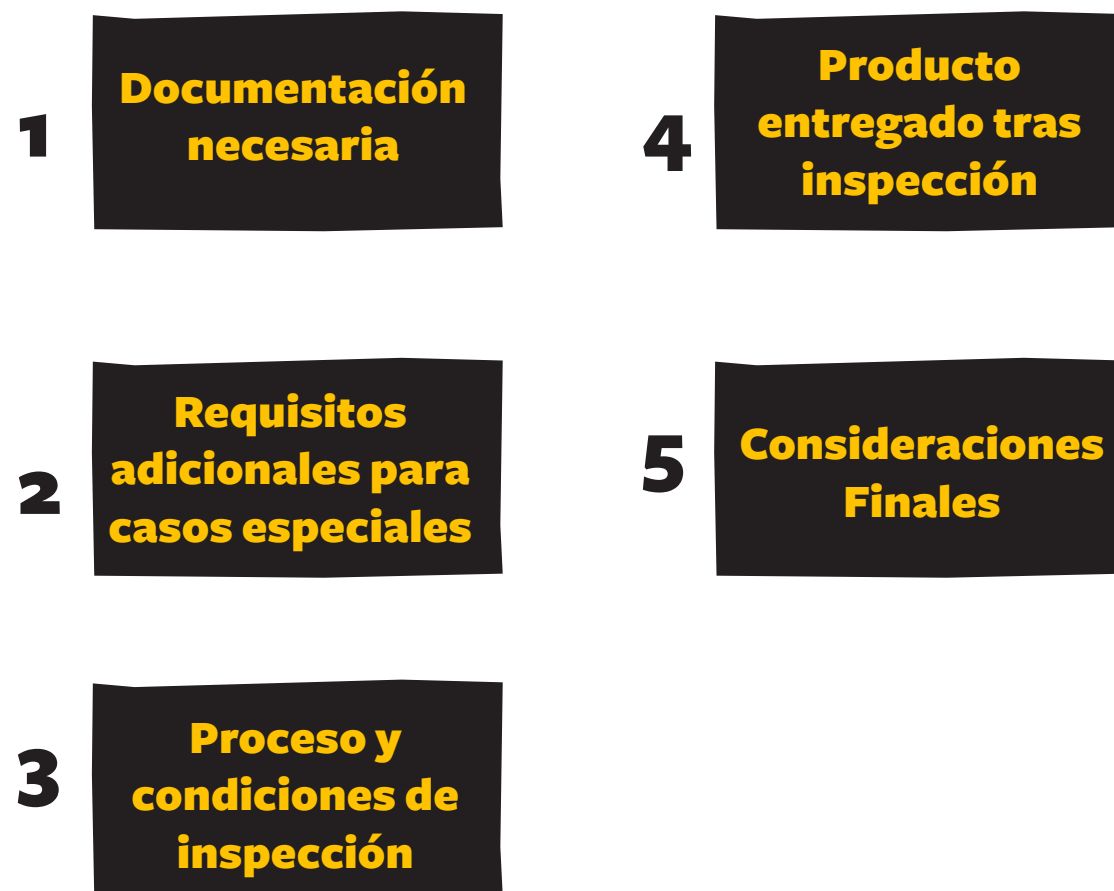 1
Documentación
necesaria
2
Requisitos
adicionales para
casos especiales
3
Proceso y
condiciones de
inspección
4
Producto
entregado tras
inspección
5
Consideraciones
Finales